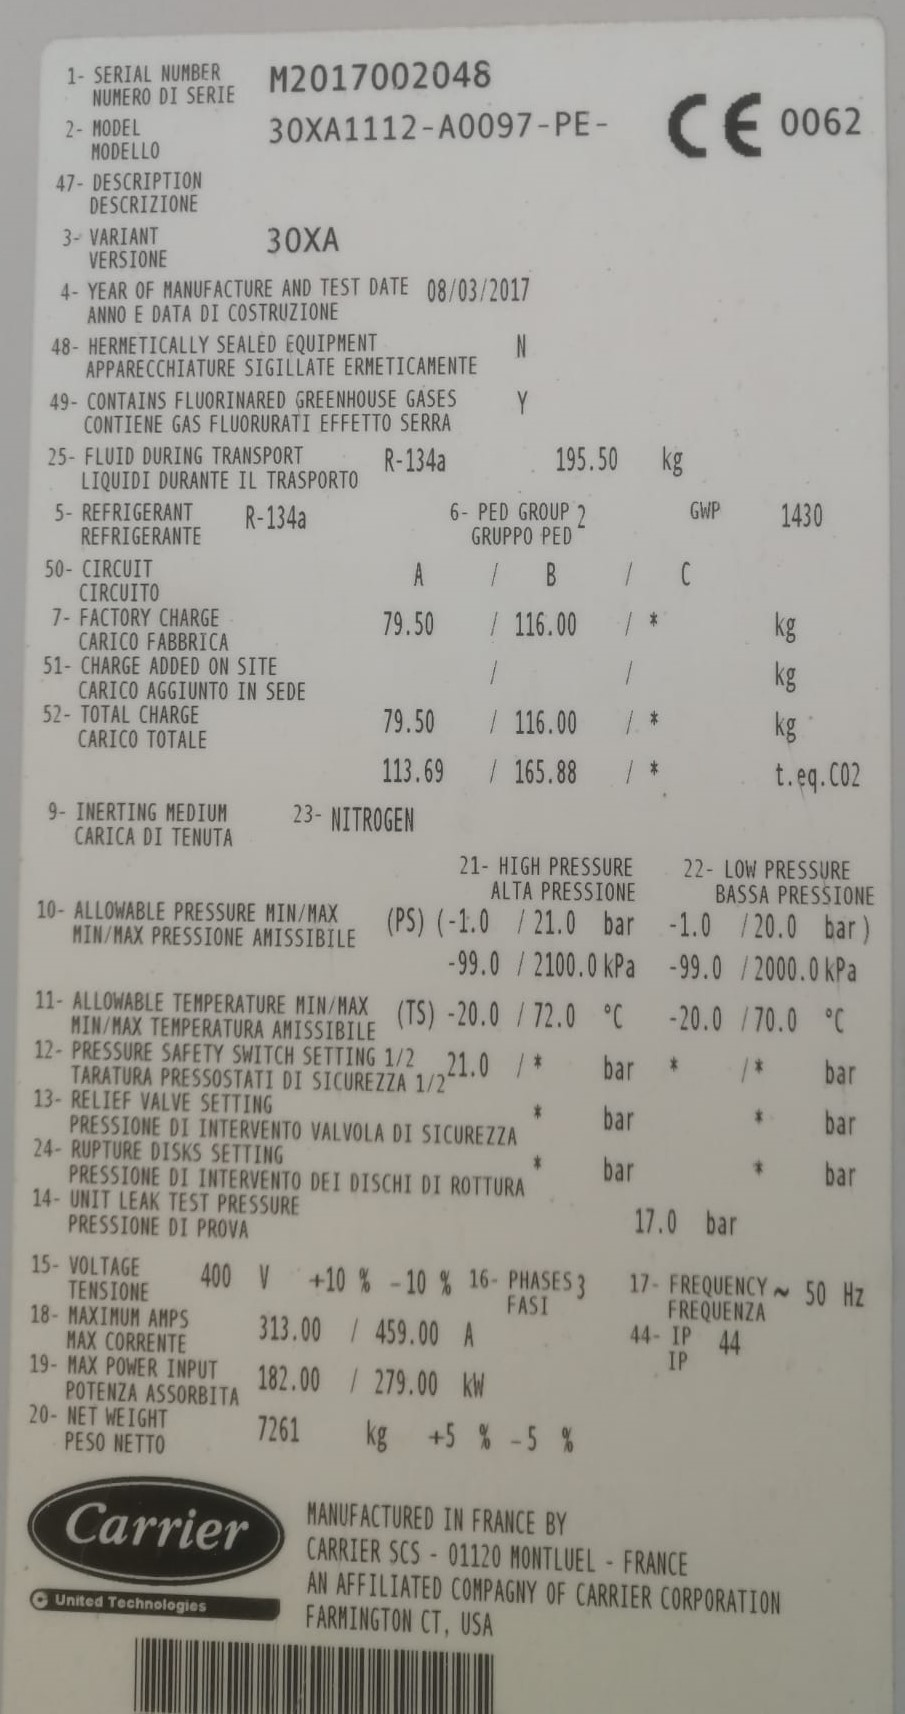 1- SERIAL NUMBER M2017002048
NUMERO DI SERIE
2- MODEL 30XA1112-A0097-PE- CE 0062
MODELLO
47- DESCRIPTION
DESCRIZIONE
3- VARIANT 30XA
VERSIONE
4- YEAR OF MANUFACTURE AND TEST DATE 08/03/2017
ANNO E DATA DI COSTRUZIONE
48- HERMETICALLY SEALED EQUIPMENT N
APPARECCHIATURE SIGILLATE ERMETICAMENTE
49- CONTAINS FLUORINARED GREENHOUSE GASES Y
CONTIENE GAS FLUORURATI EFFETTO SERRA
25- FLUID DURING TRANSPORT R-134a 195.50 kg
LIQUIDI DURANTE IL TRASPORTO
5- REFRIGERANT R-134a 6- PED GROUP 2 GWP 1430
REFRIGERANTE GRUPPO PED
50- CIRCUIT A / B / C
CIRCUITO
7- FACTORY CHARGE 79.50 / 116.00 / * kg
CARICO FABBRICA
51- CHARGE ADDED ON SITE / / kg
CARICO AGGIUNTO IN SEDE
52- TOTAL CHARGE 79.50 / 116.00 / * kg
CARICO TOTALE
113.69 / 165.88 / * t.eq.CO2
9- INERTING MEDIUM 23- NITROGEN
CARICA DI TENUTA
21- HIGH PRESSURE 22- LOW PRESSURE
ALTA PRESSIONE BASSA PRESSIONE
10- ALLOWABLE PRESSURE MIN/MAX (PS) (-1.0 / 21.0 bar -1.0 / 20.0 bar )
MIN/MAX PRESSIONE AMISSIBILE
-99.0 / 2100.0 kPa -99.0 / 2000.0 kPa
11- ALLOWABLE TEMPERATURE MIN/MAX (TS) -20.0 / 72.0 °C -20.0 / 70.0 °C
MIN/MAX TEMPERATURA AMISSIBILE
12- PRESSURE SAFETY SWITCH SETTING 1/2 21.0 / * bar * / * bar
TARATURA PRESSOSTATI DI SICUREZZA 1/2
13- RELIEF VALVE SETTING * bar * bar
PRESSIONE DI INTERVENTO VALVOLA DI SICUREZZA
24- RUPTURE DISKS SETTING * bar * bar
PRESSIONE DI INTERVENTO DEI DISCHI DI ROTTURA
14- UNIT LEAK TEST PRESSURE 17.0 bar
PRESSIONE DI PROVA
15- VOLTAGE 400 V +10 % -10 % 16- PHASES 3 17- FREQUENCY ~ 50 Hz
TENSIONE FASI FREQUENZA
18- MAXIMUM AMPS 313.00 / 459.00 A 44- IP 44
MAX CORRENTE IP
19- MAX POWER INPUT 182.00 / 279.00 kW
POTENZA ASSORBITA
20- NET WEIGHT 7261 kg +5 % -5 %
PESO NETTO
Carrier
United Technologies
MANUFACTURED IN FRANCE BY
CARRIER SCS - 01120 MONTLUEL - FRANCE
AN AFFILIATED COMPAGNY OF CARRIER CORPORATION
FARMINGTON CT, USA